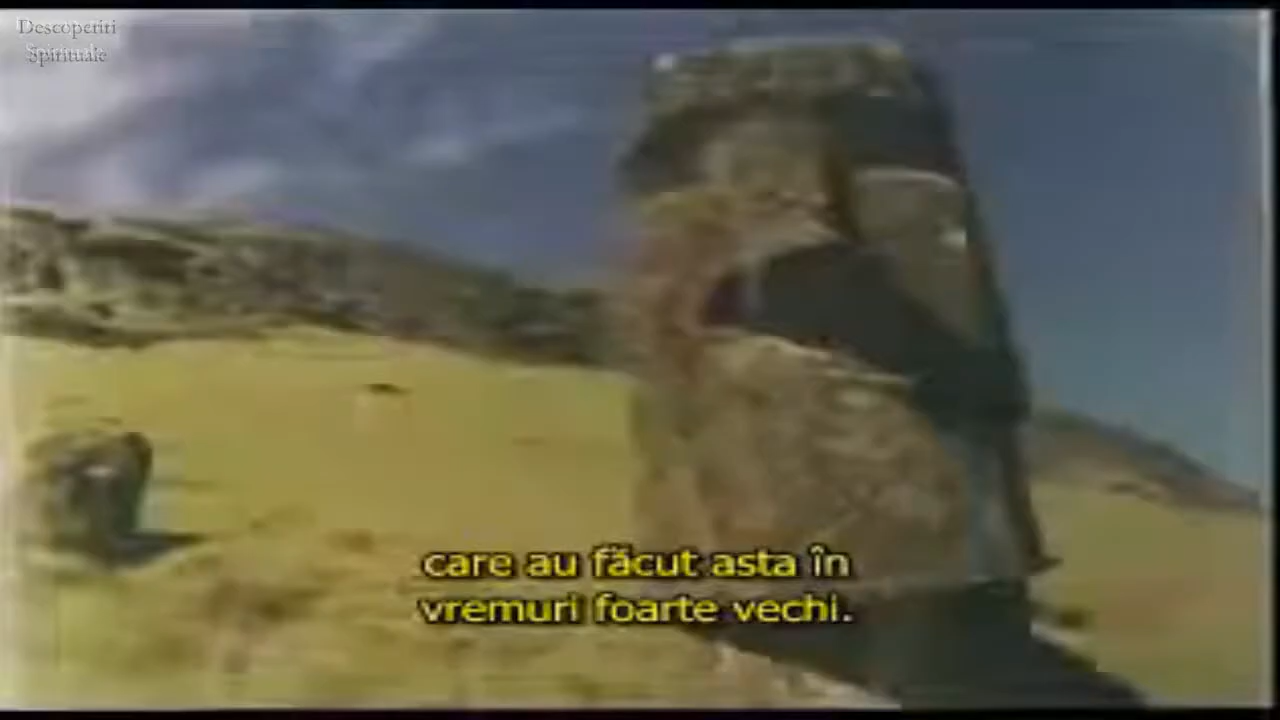 Descoperiri
Spirituale
care au făcut asta în
vremuri foarte vechi.